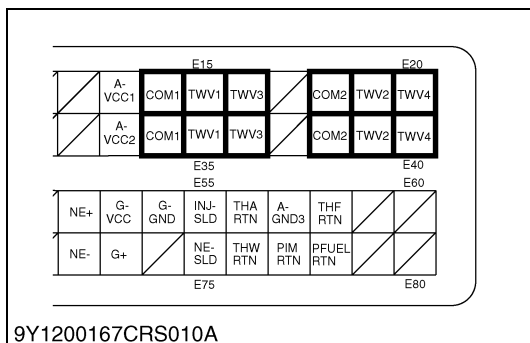 E15 E20
A-VCC1 COM1 TWV1 TWV3 COM2 TWV2 TWV4
A-VCC2 COM1 TWV1 TWV3 COM2 TWV2 TWV4
E35 E40
E55 E60
NE+ G-VCC G-GND INJ-SLD THA RTN A-GND3 THF RTN
NE- G+ NE-SLD THW RTN PIM RTN PFUEL RTN
E75 E80
9Y1200167CRS010A